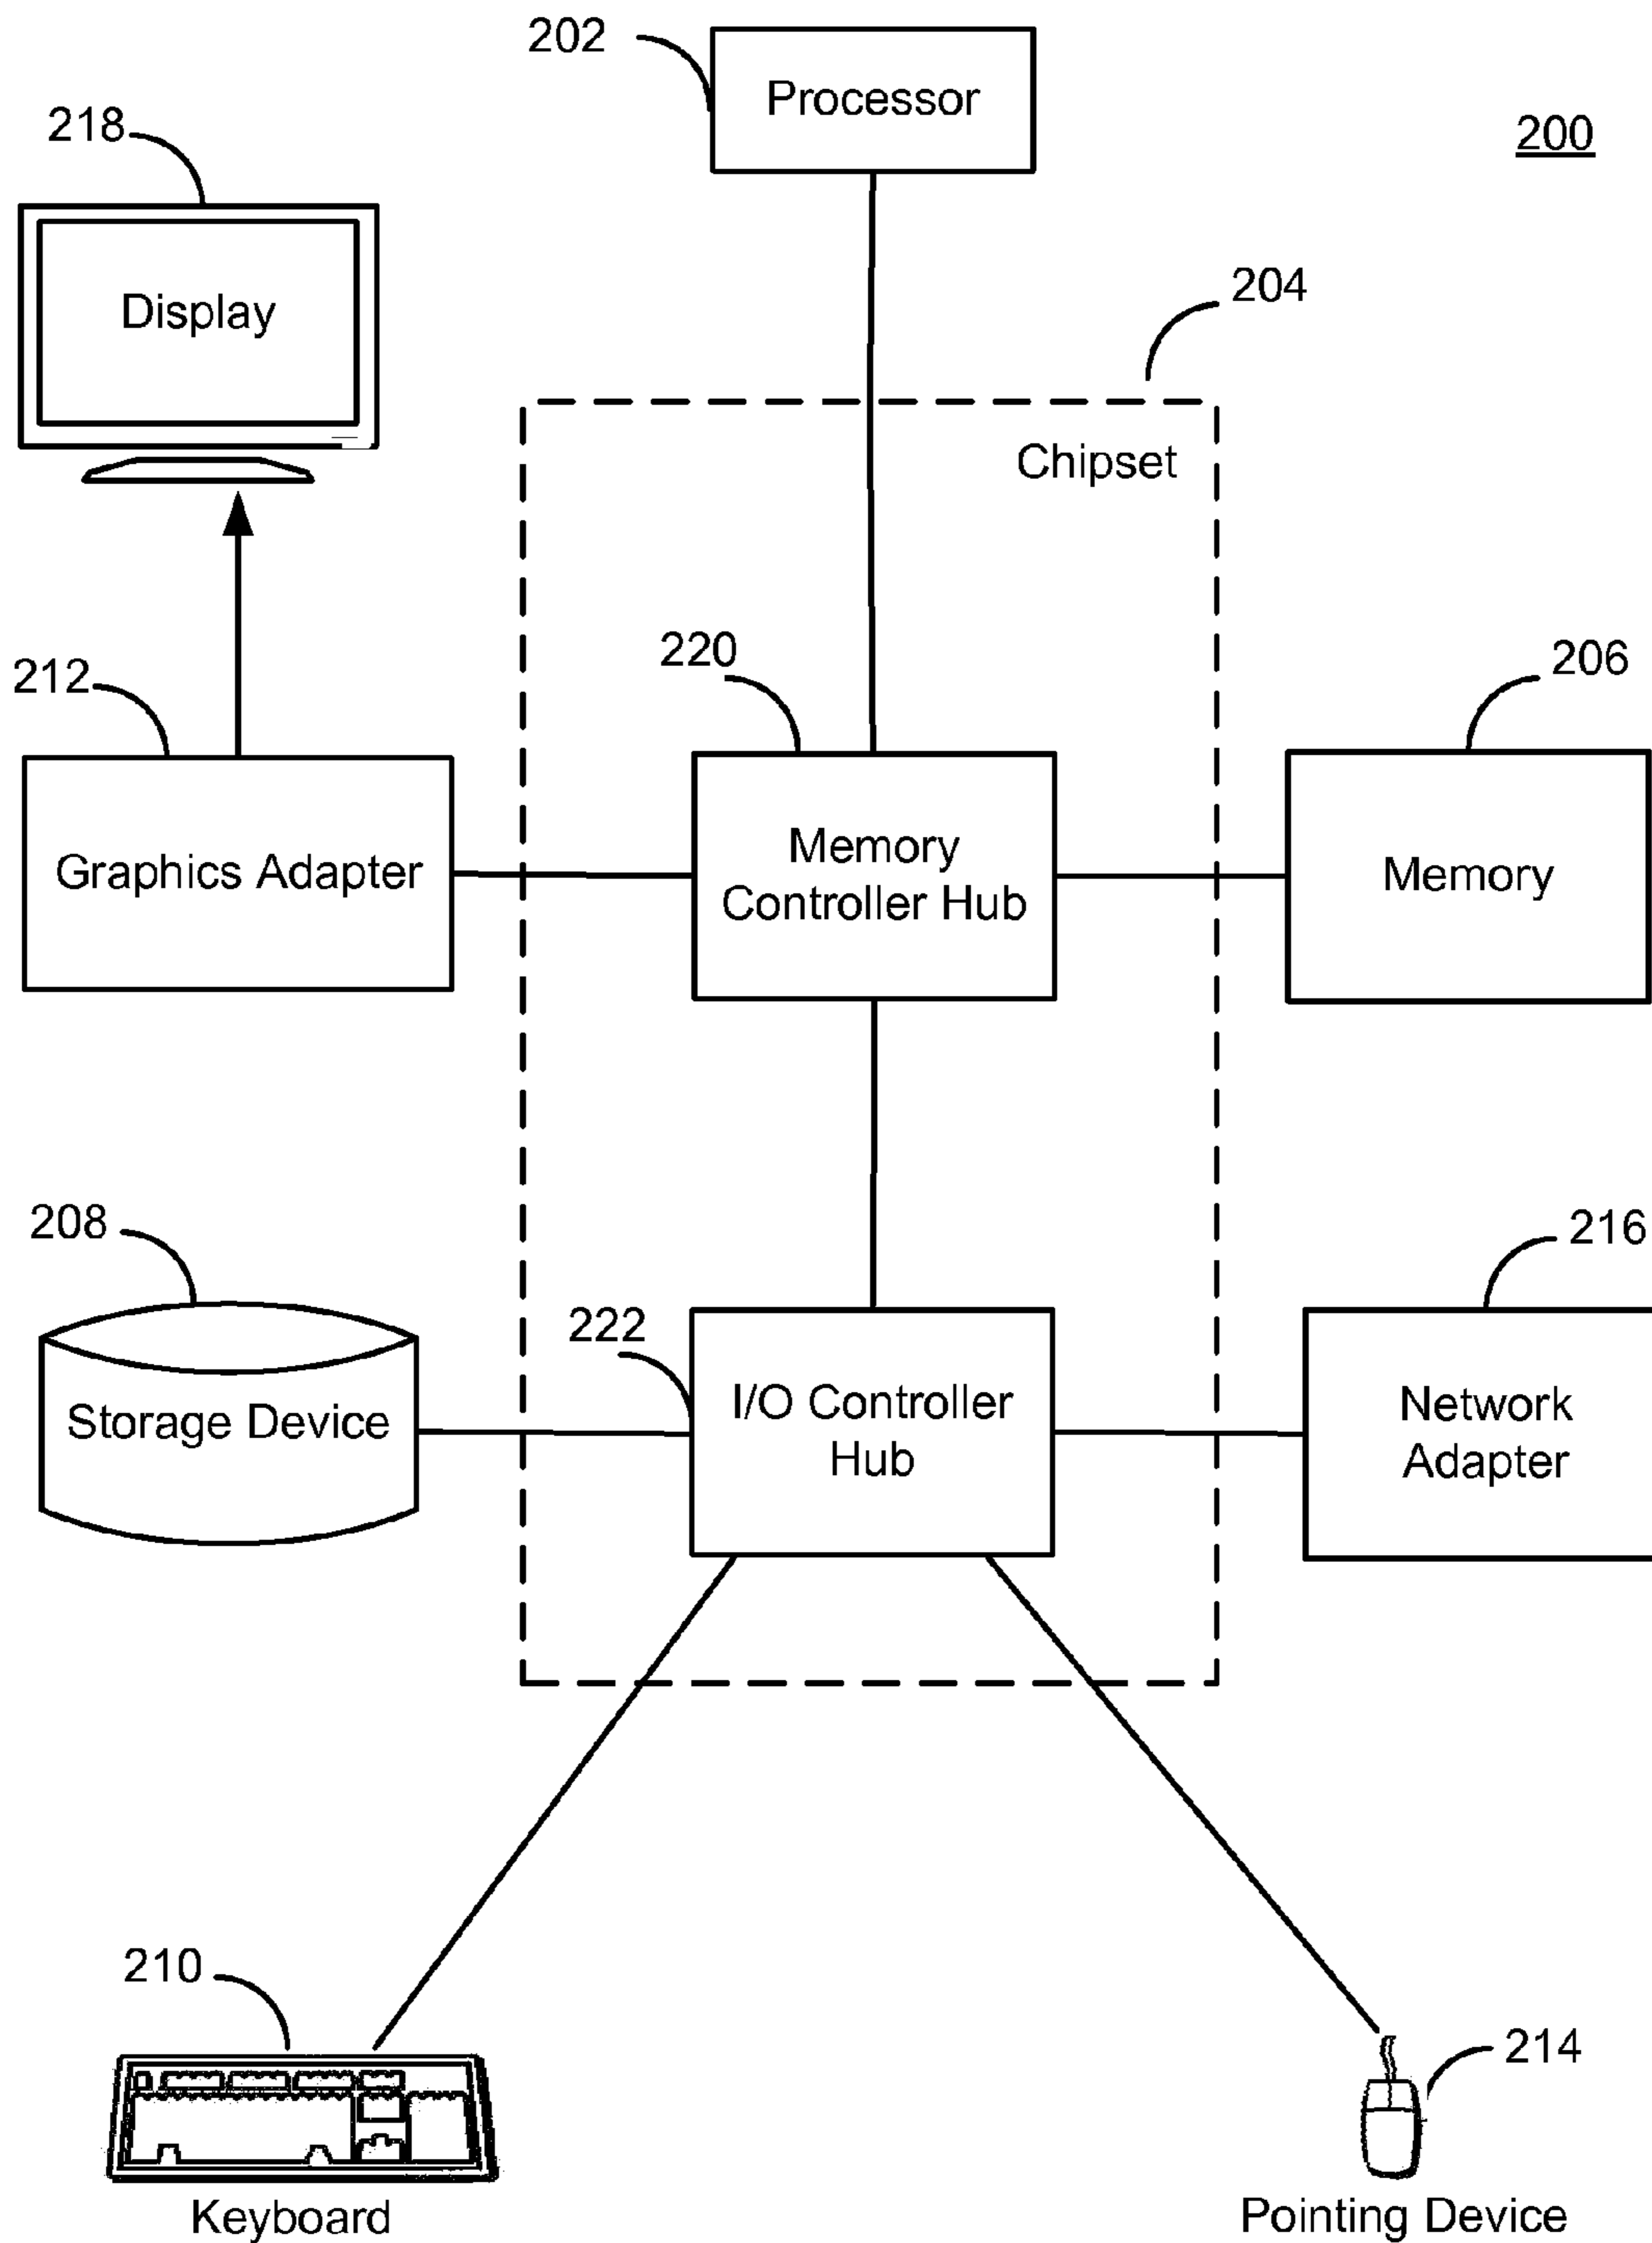 202
Processor
200
218
Display
204
Chipset
212
220
206
Graphics Adapter
Memory
Controller Hub
Memory
208
222
216
Storage Device
I/O Controller
Hub
Network
Adapter
210
214
Keyboard
Pointing Device